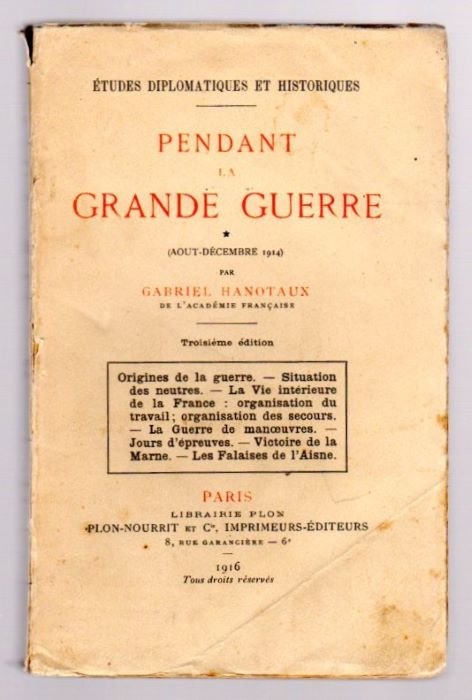 ÉTUDES DIPLOMATIQUES ET HISTORIQUES
PENDANT
LA
GRANDE GUERRE
★
(AOUT-DÉCEMBRE 1914)
PAR
GABRIEL HANOTAUX
DE L'ACADÉMIE FRANÇAISE
Troisième édition
Origines de la guerre. — Situation
des neutres. — La Vie intérieure
de la France : organisation du
travail; organisation des secours.
— La Guerre de manœuvres. —
Jours d'épreuves. — Victoire de la
Marne. — Les Falaises de l'Aisne.
PARIS
LIBRAIRIE PLON
PLON-NOURRIT ET Cie, IMPRIMEURS-ÉDITEURS
8, RUE GARANCIÈRE — 6e
1916
Tous droits réservés